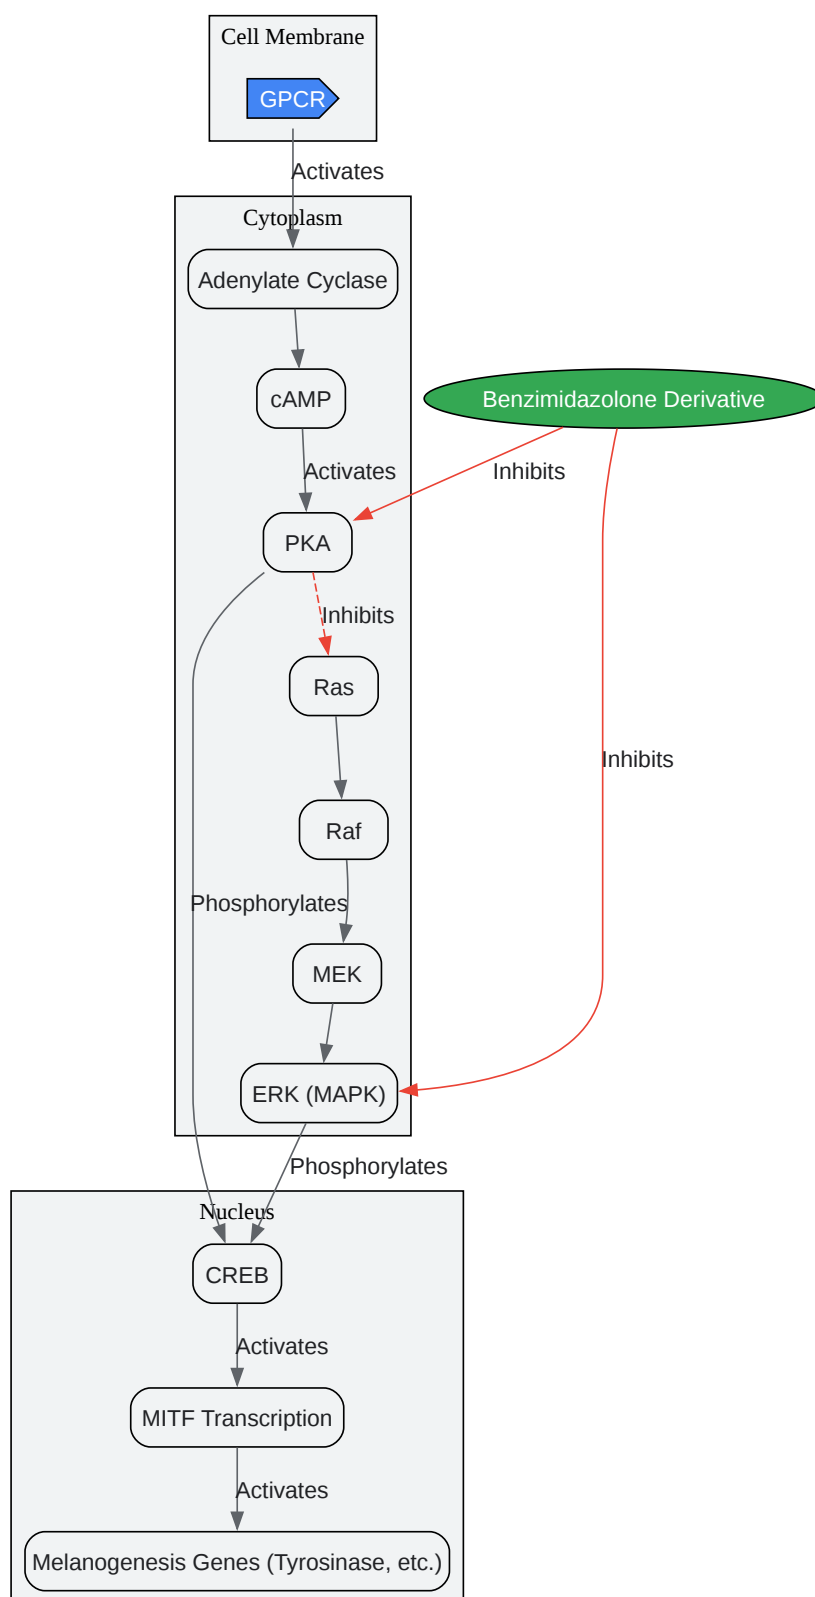 Cell Membrane
GPCR
Activates
Cytoplasm
Adenylate Cyclase
cAMP
Benzimidazolone Derivative
Activates
Inhibits
PKA
Inhibits
Ras
Inhibits
Raf
Phosphorylates
MEK
ERK (MAPK)
Phosphorylates
Nucleus
CREB
Activates
MITF Transcription
Activates
Melanogenesis Genes (Tyrosinase, etc.)